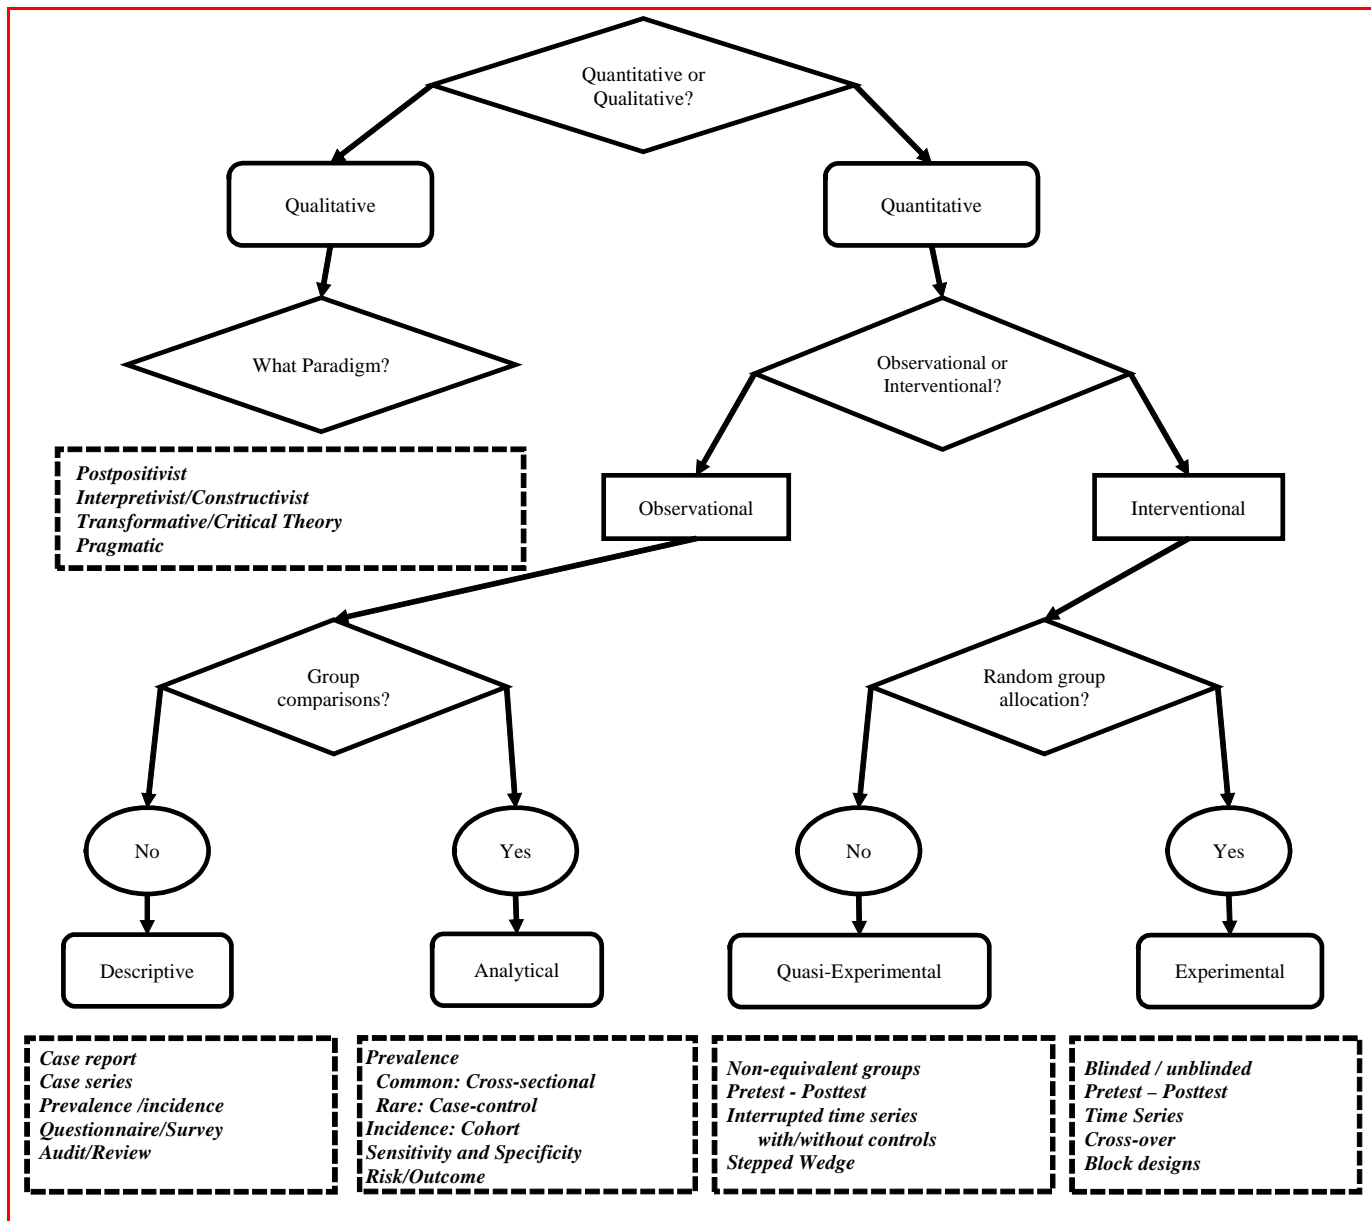 Quantitative or
Qualitative?
Qualitative
Quantitative
What Paradigm?
Observational or
Interventional?
Postpositivist
Interpretivist/Constructivist
Transformative/Critical Theory
Pragmatic
Observational
Interventional
Group
comparisons?
Random group
allocation?
No
Yes
No
Yes
Descriptive
Analytical
Quasi-Experimental
Experimental
Case report
Case series
Prevalence /incidence
Questionnaire/Survey
Audit/Review
Prevalence
Common: Cross-sectional
Rare: Case-control
Incidence: Cohort
Sensitivity and Specificity
Risk/Outcome
Non-equivalent groups
Pretest - Posttest
Interrupted time series
with/without controls
Stepped Wedge
Blinded / unblinded
Pretest – Posttest
Time Series
Cross-over
Block designs